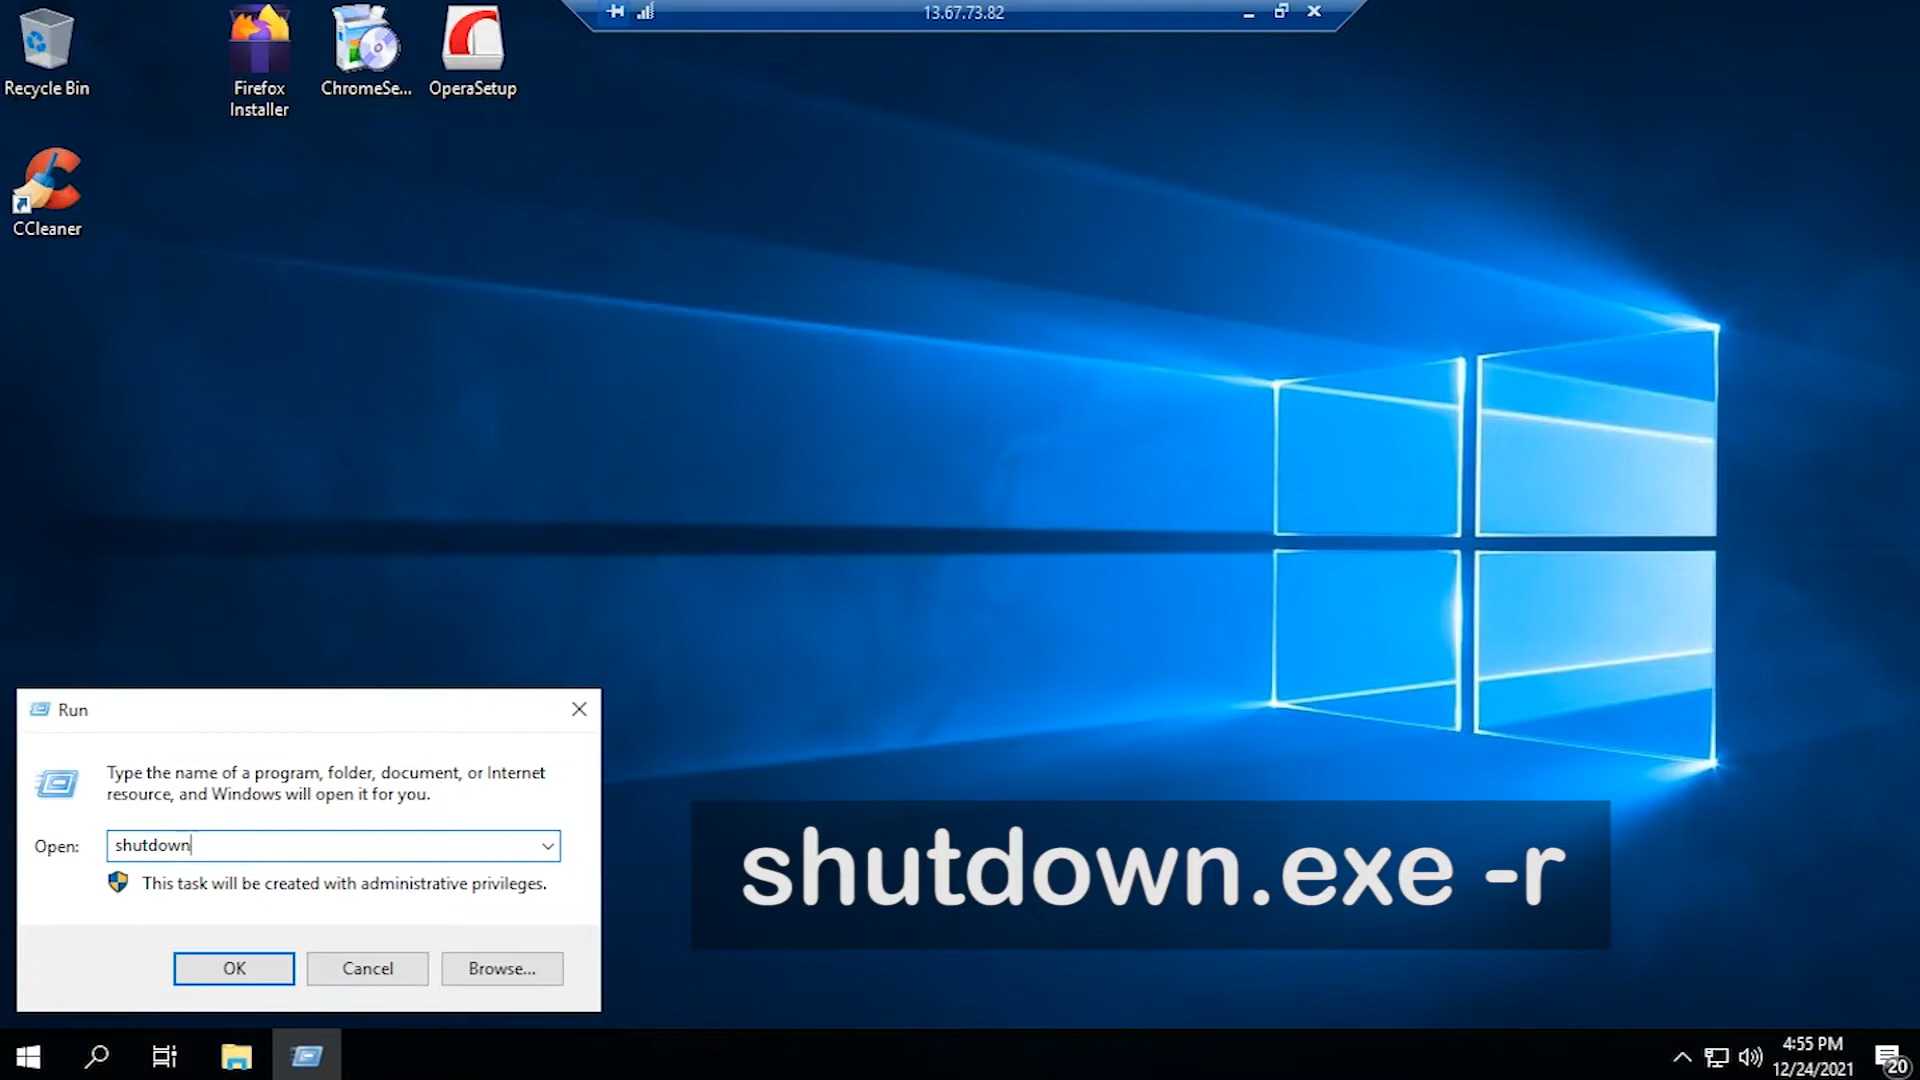 13.67.73.82
Recycle Bin
Firefox
Installer
ChromeSe...
OperaSetup
CCleaner
Run
Type the name of a program, folder, document, or Internet
resource, and Windows will open it for you.
Open:
shutdown
This task will be created with administrative privileges.
OK
Cancel
Browse...
shutdown.exe -r
4:55 PM
12/24/2021
20